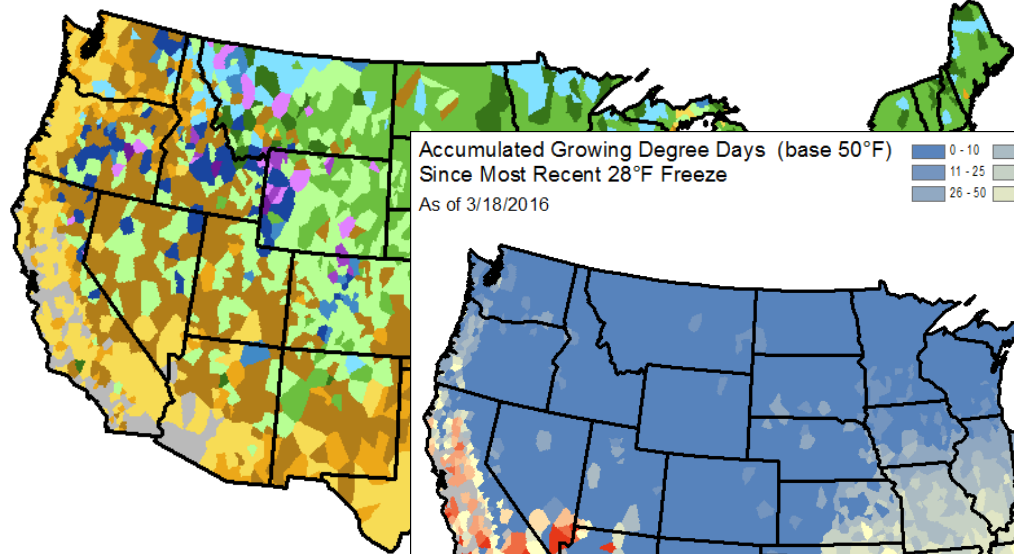 Accumulated Growing Degree Days (base 50°F)
Since Most Recent 28°F Freeze
As of 3/18/2016
0 - 10
11 - 25
26 - 50